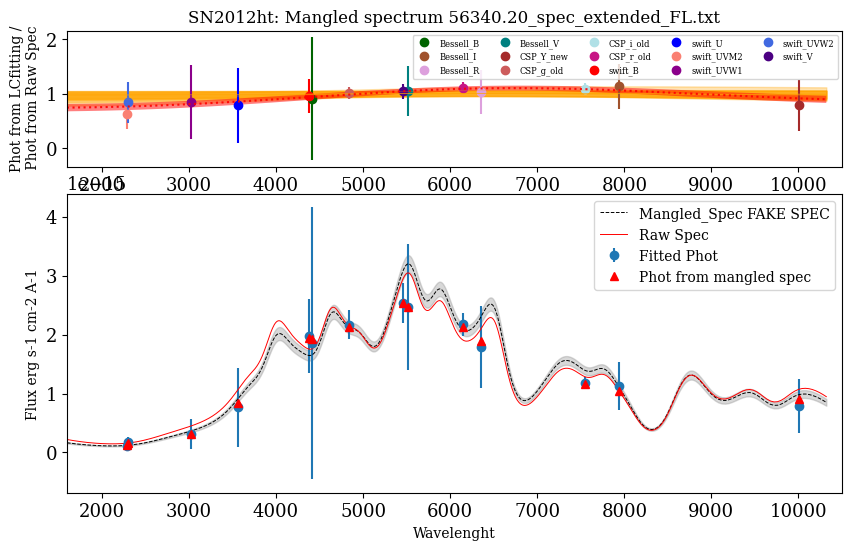 SN2012ht: Mangled spectrum 56340.20_spec_extended_FL.txt
Phot from LCfitting /
Phot from Raw Spec
2
1
0
Bessell_B
Bessell_I
Bessell_R
Bessell_V
CSP_Y_new
CSP_g_old
CSP_i_old
CSP_r_old
swift_B
swift_U
swift_UVM2
swift_UVW1
swift_UVW2
swift_V
2000 3000 4000 5000 6000 7000 8000 9000 10000
1e−15
Flux erg s-1 cm-2 A-1
4
3
2
1
0
Mangled_Spec FAKE SPEC
Raw Spec
Fitted Phot
Phot from mangled spec
2000 3000 4000 5000 6000 7000 8000 9000 10000
Wavelenght